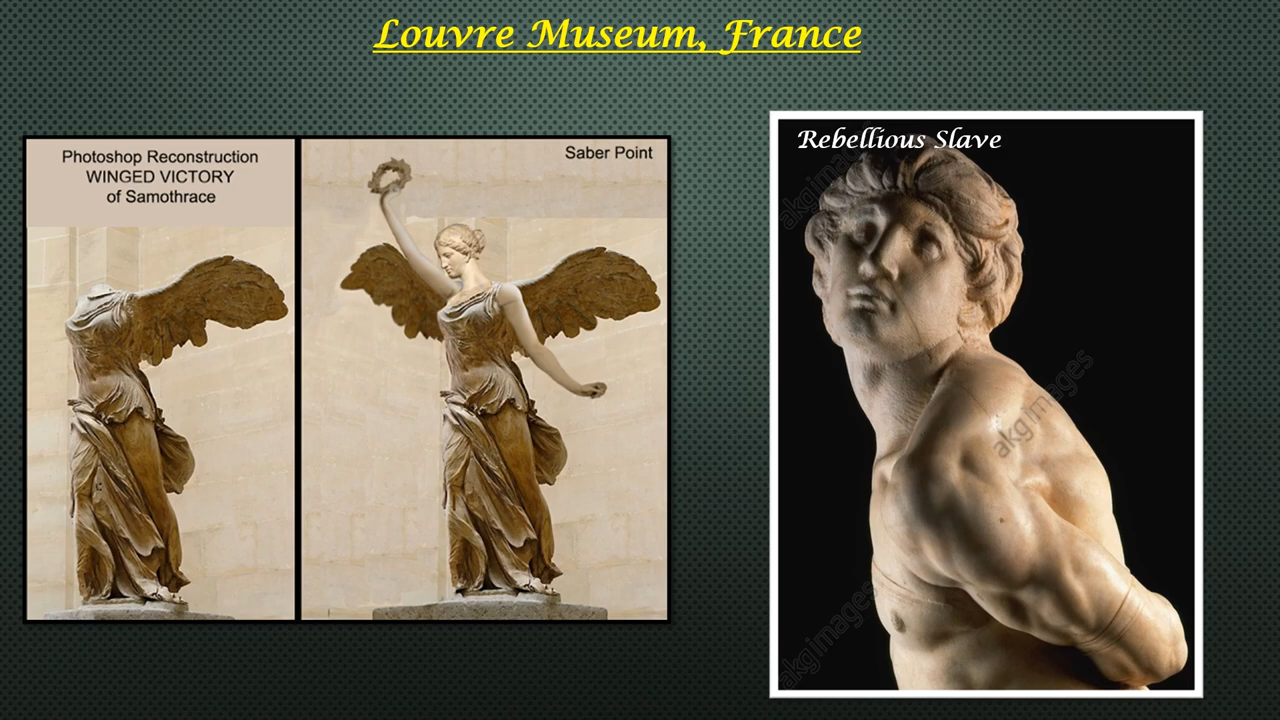 Louvre Museum, France
Photoshop Reconstruction
WINGED VICTORY
of Samothrace
Saber Point
Rebellious Slave
akg images
akg images
akg images